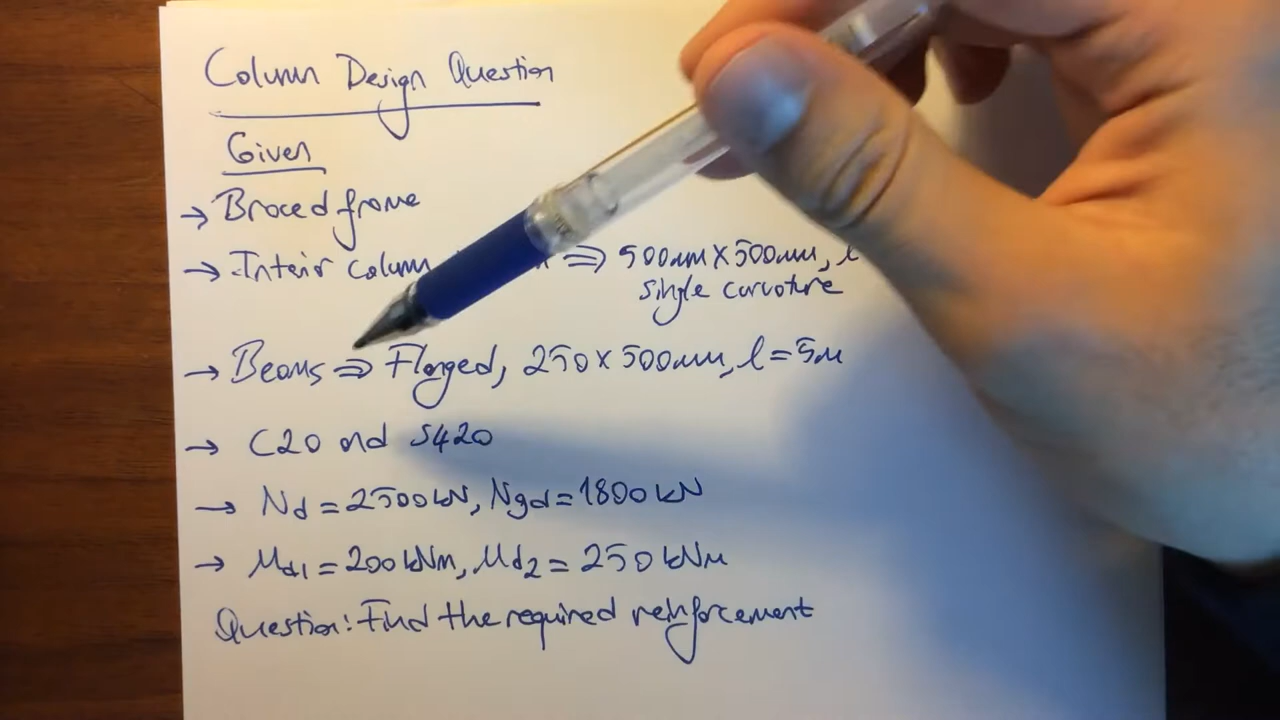 Column Design Question
Given
→ Braced frame
→ Interior column ⇒ 500mm x 500mm, l
single curvature
→ Beams ⇒ Flanged, 250 x 500mm, l = 5m
→ C20 and S420
→ Nd = 2500kN, Ngd = 1800kN
→ Md1 = 200kNm, Md2 = 250kNm
Question: Find the required reinforcement